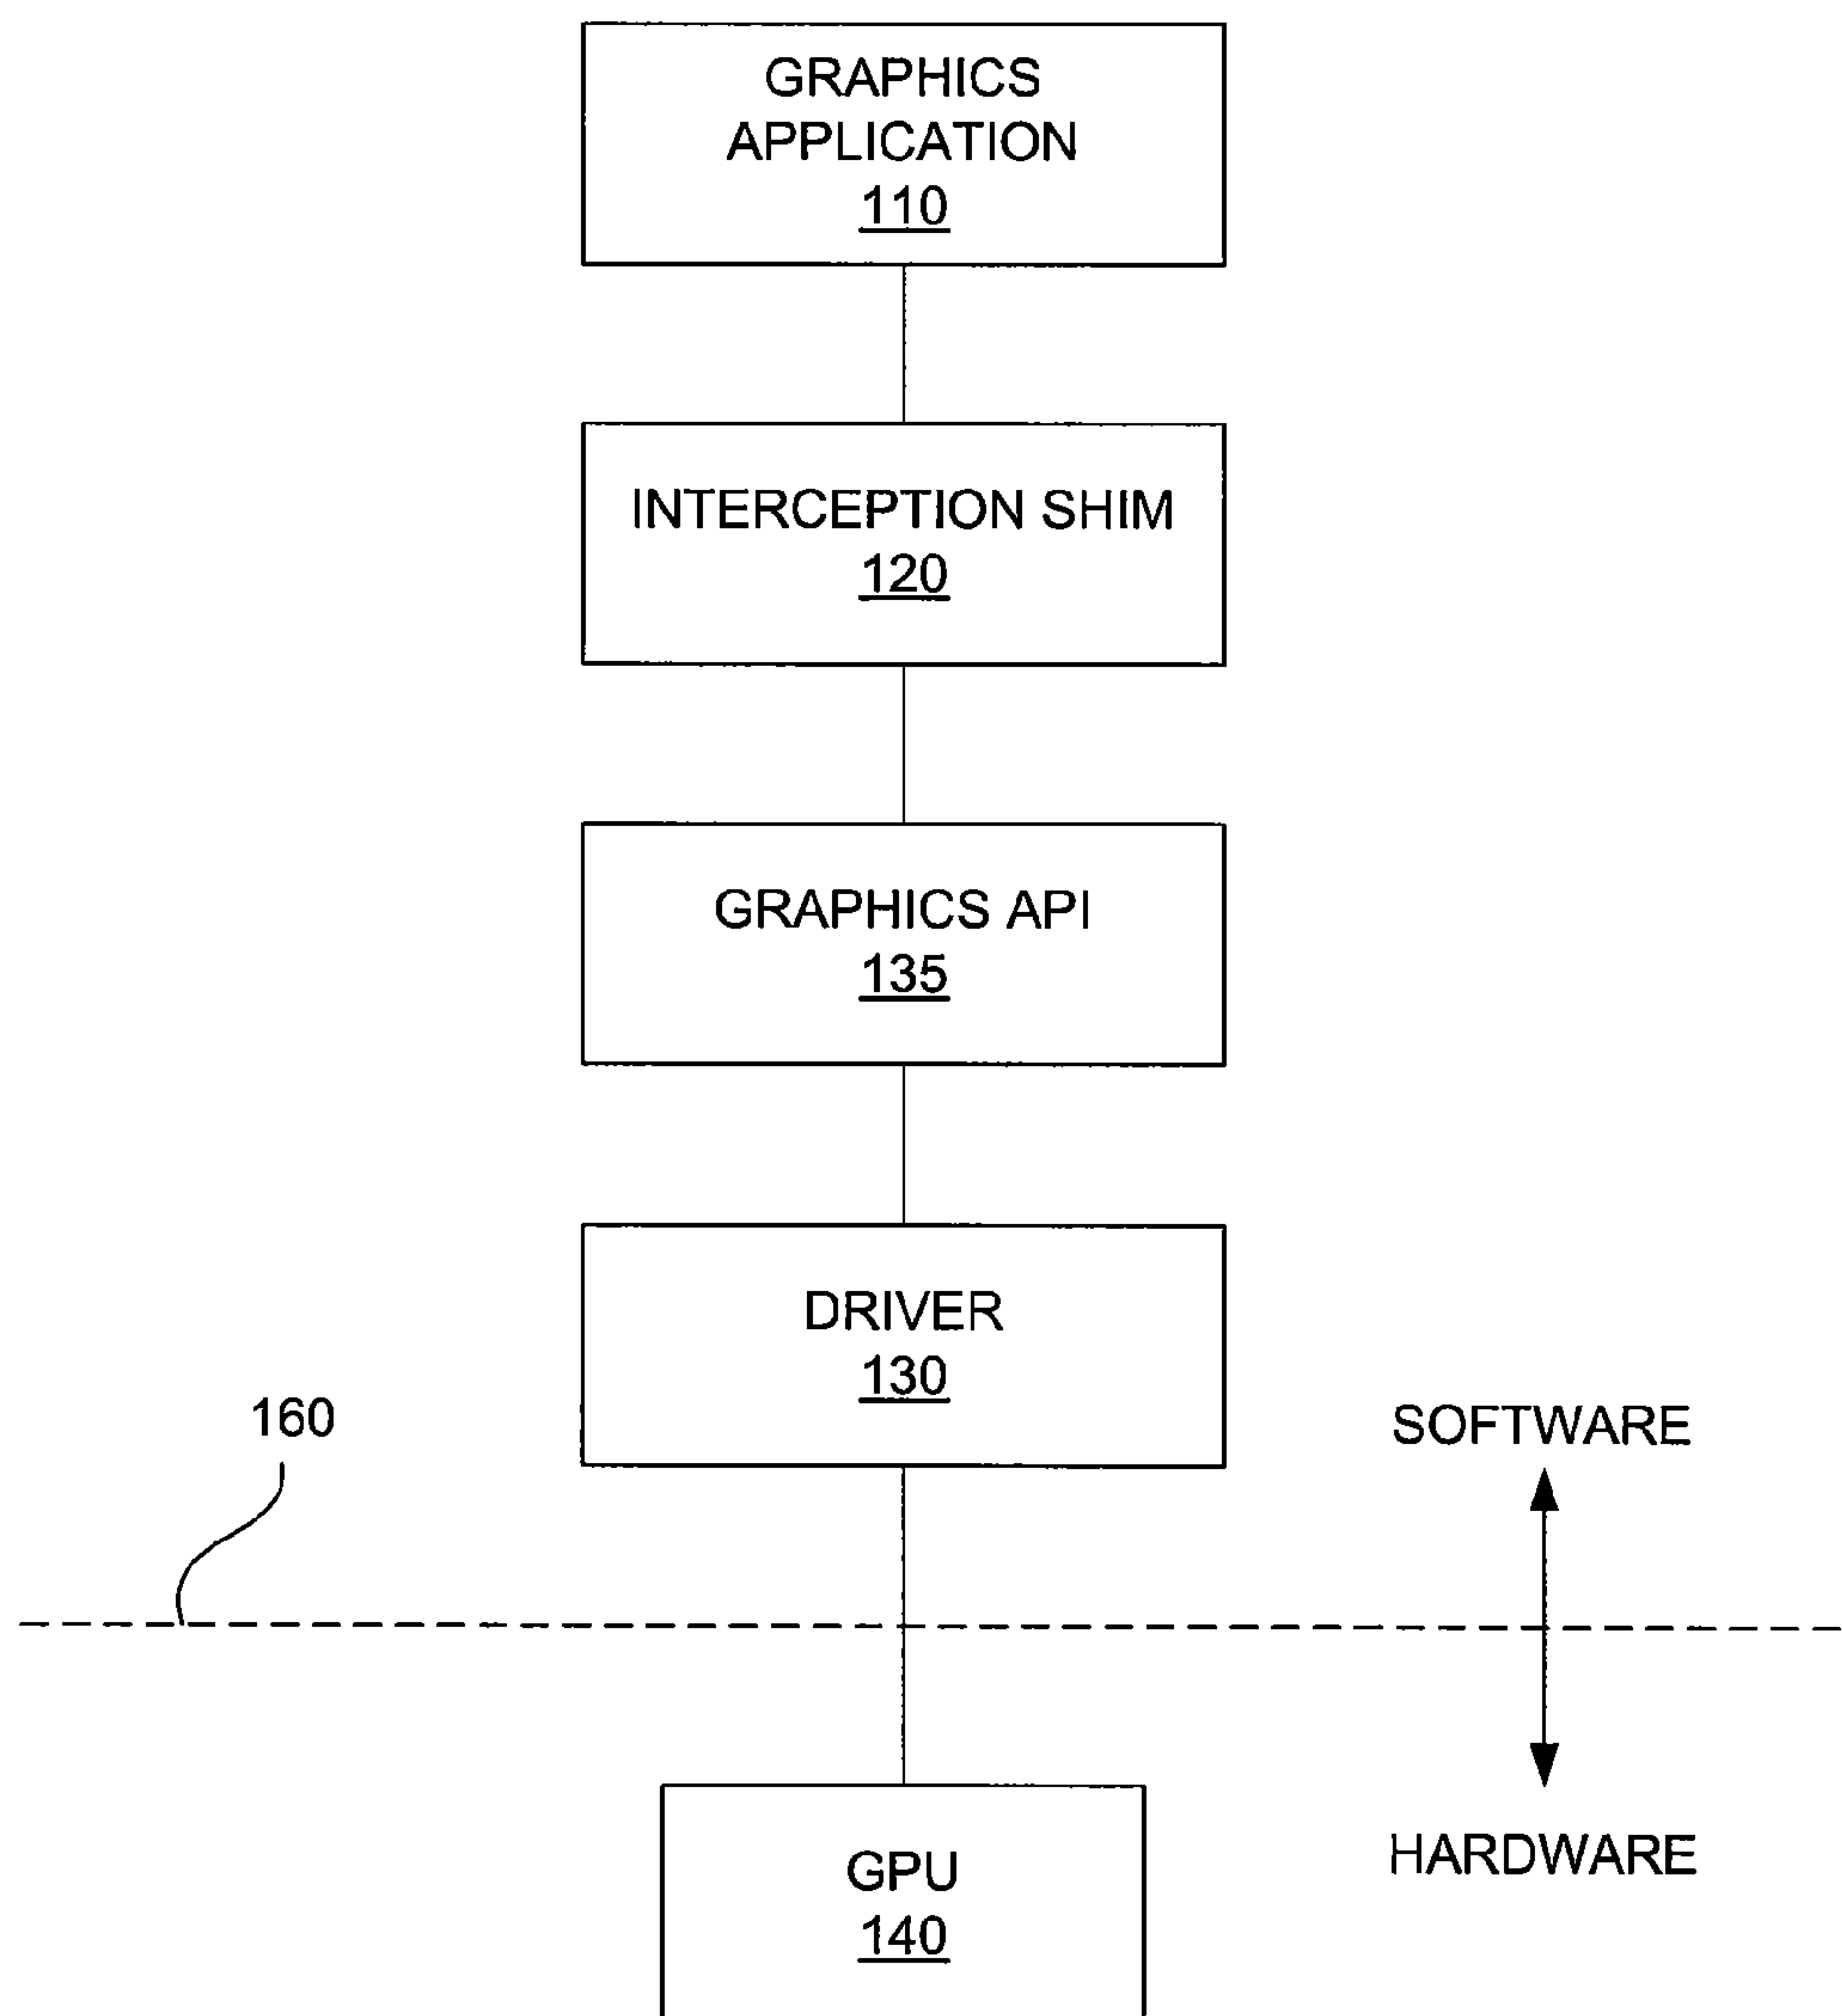 GRAPHICS
APPLICATION
110
INTERCEPTION SHIM
120
GRAPHICS API
135
DRIVER
130
160
SOFTWARE
HARDWARE
GPU
140